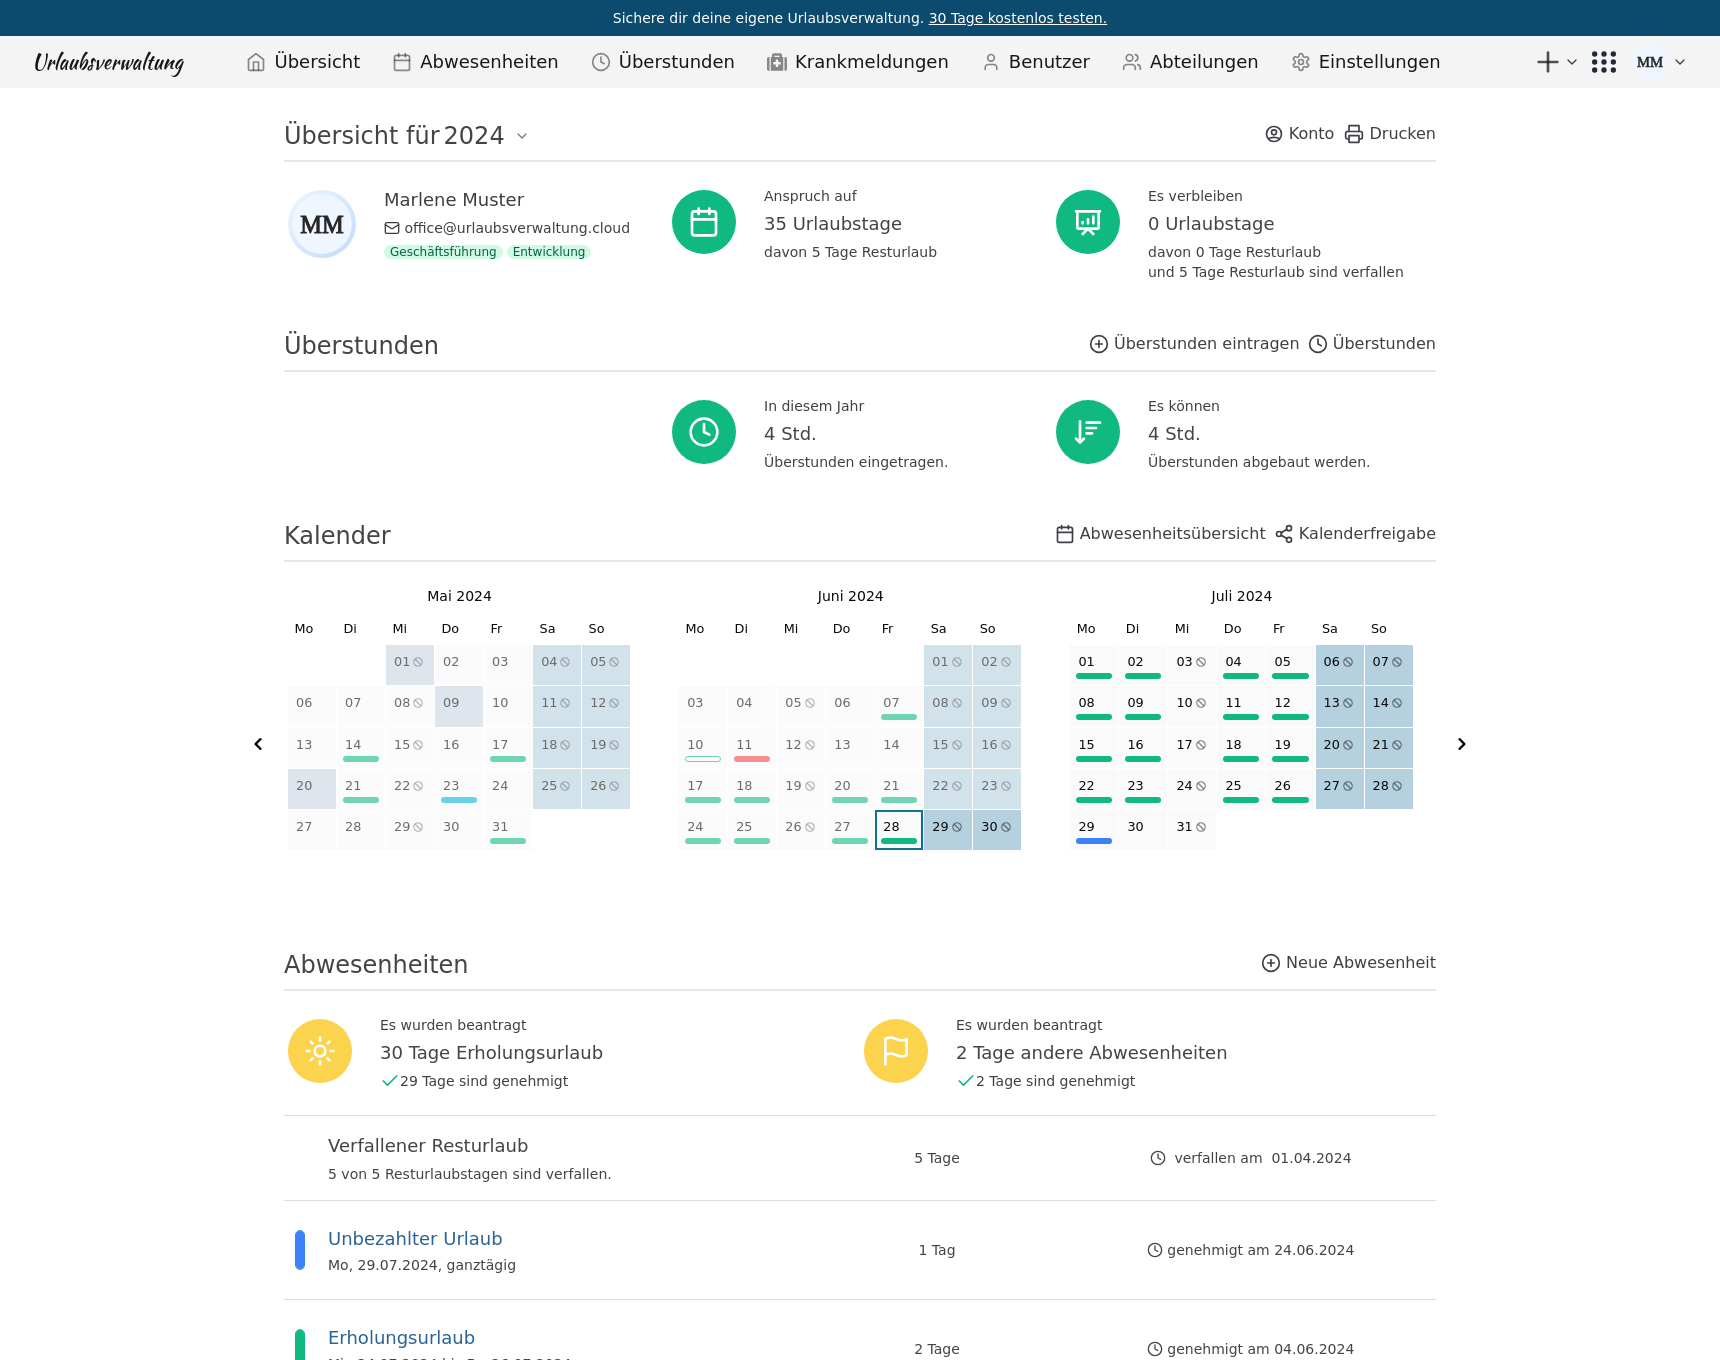 Sichere dir deine eigene Urlaubsverwaltung. 30 Tage kostenlos testen.
Urlaubsverwaltung Übersicht Abwesenheiten Überstunden Krankmeldungen Benutzer Abteilungen Einstellungen MM
Übersicht für 2024 Konto Drucken
MM
Marlene Muster
office@urlaubsverwaltung.cloud
Geschäftsführung Entwicklung
Anspruch auf
35 Urlaubstage
davon 5 Tage Resturlaub
Es verbleiben
0 Urlaubstage
davon 0 Tage Resturlaub
und 5 Tage Resturlaub sind verfallen
Überstunden Überstunden eintragen Überstunden
In diesem Jahr
4 Std.
Überstunden eingetragen.
Es können
4 Std.
Überstunden abgebaut werden.
Kalender Abwesenheitsübersicht Kalenderfreigabe
Mai 2024
Mo Di Mi Do Fr Sa So
01 02 03 04 05
06 07 08 09 10 11 12
13 14 15 16 17 18 19
20 21 22 23 24 25 26
27 28 29 30 31
Juni 2024
Mo Di Mi Do Fr Sa So
01 02
03 04 05 06 07 08 09
10 11 12 13 14 15 16
17 18 19 20 21 22 23
24 25 26 27 28 29 30
Juli 2024
Mo Di Mi Do Fr Sa So
01 02 03 04 05 06 07
08 09 10 11 12 13 14
15 16 17 18 19 20 21
22 23 24 25 26 27 28
29 30 31
Abwesenheiten Neue Abwesenheit
Es wurden beantragt
30 Tage Erholungsurlaub
29 Tage sind genehmigt
Es wurden beantragt
2 Tage andere Abwesenheiten
2 Tage sind genehmigt
Verfallener Resturlaub
5 von 5 Resturlaubstagen sind verfallen.
5 Tage
verfallen am 01.04.2024
Unbezahlter Urlaub
Mo, 29.07.2024, ganztägig
1 Tag
genehmigt am 24.06.2024
Erholungsurlaub
2 Tage
genehmigt am 04.06.2024